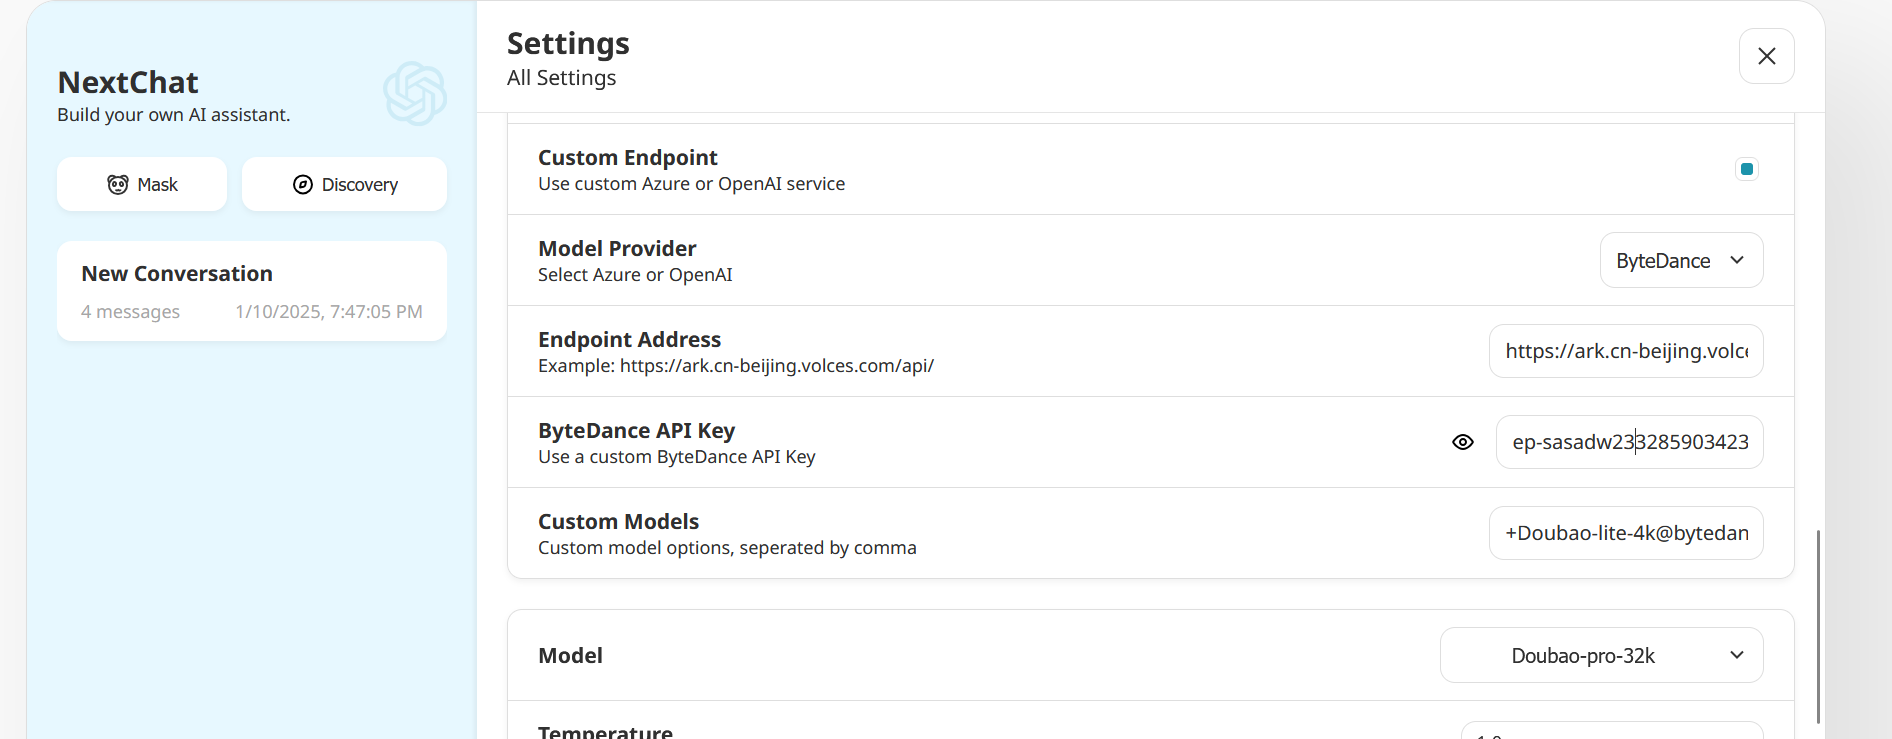 NextChat
Build your own AI assistant.
Mask
Discovery
New Conversation
4 messages 1/10/2025, 7:47:05 PM
Settings
All Settings
Custom Endpoint
Use custom Azure or OpenAI service
Model Provider
Select Azure or OpenAI
ByteDance
Endpoint Address
Example: https://ark.cn-beijing.volces.com/api/
https://ark.cn-beijing.volce
ByteDance API Key
Use a custom ByteDance API Key
ep-sasadw233285903423
Custom Models
Custom model options, seperated by comma
+Doubao-lite-4k@bytedan
Model
Doubao-pro-32k
Temperature